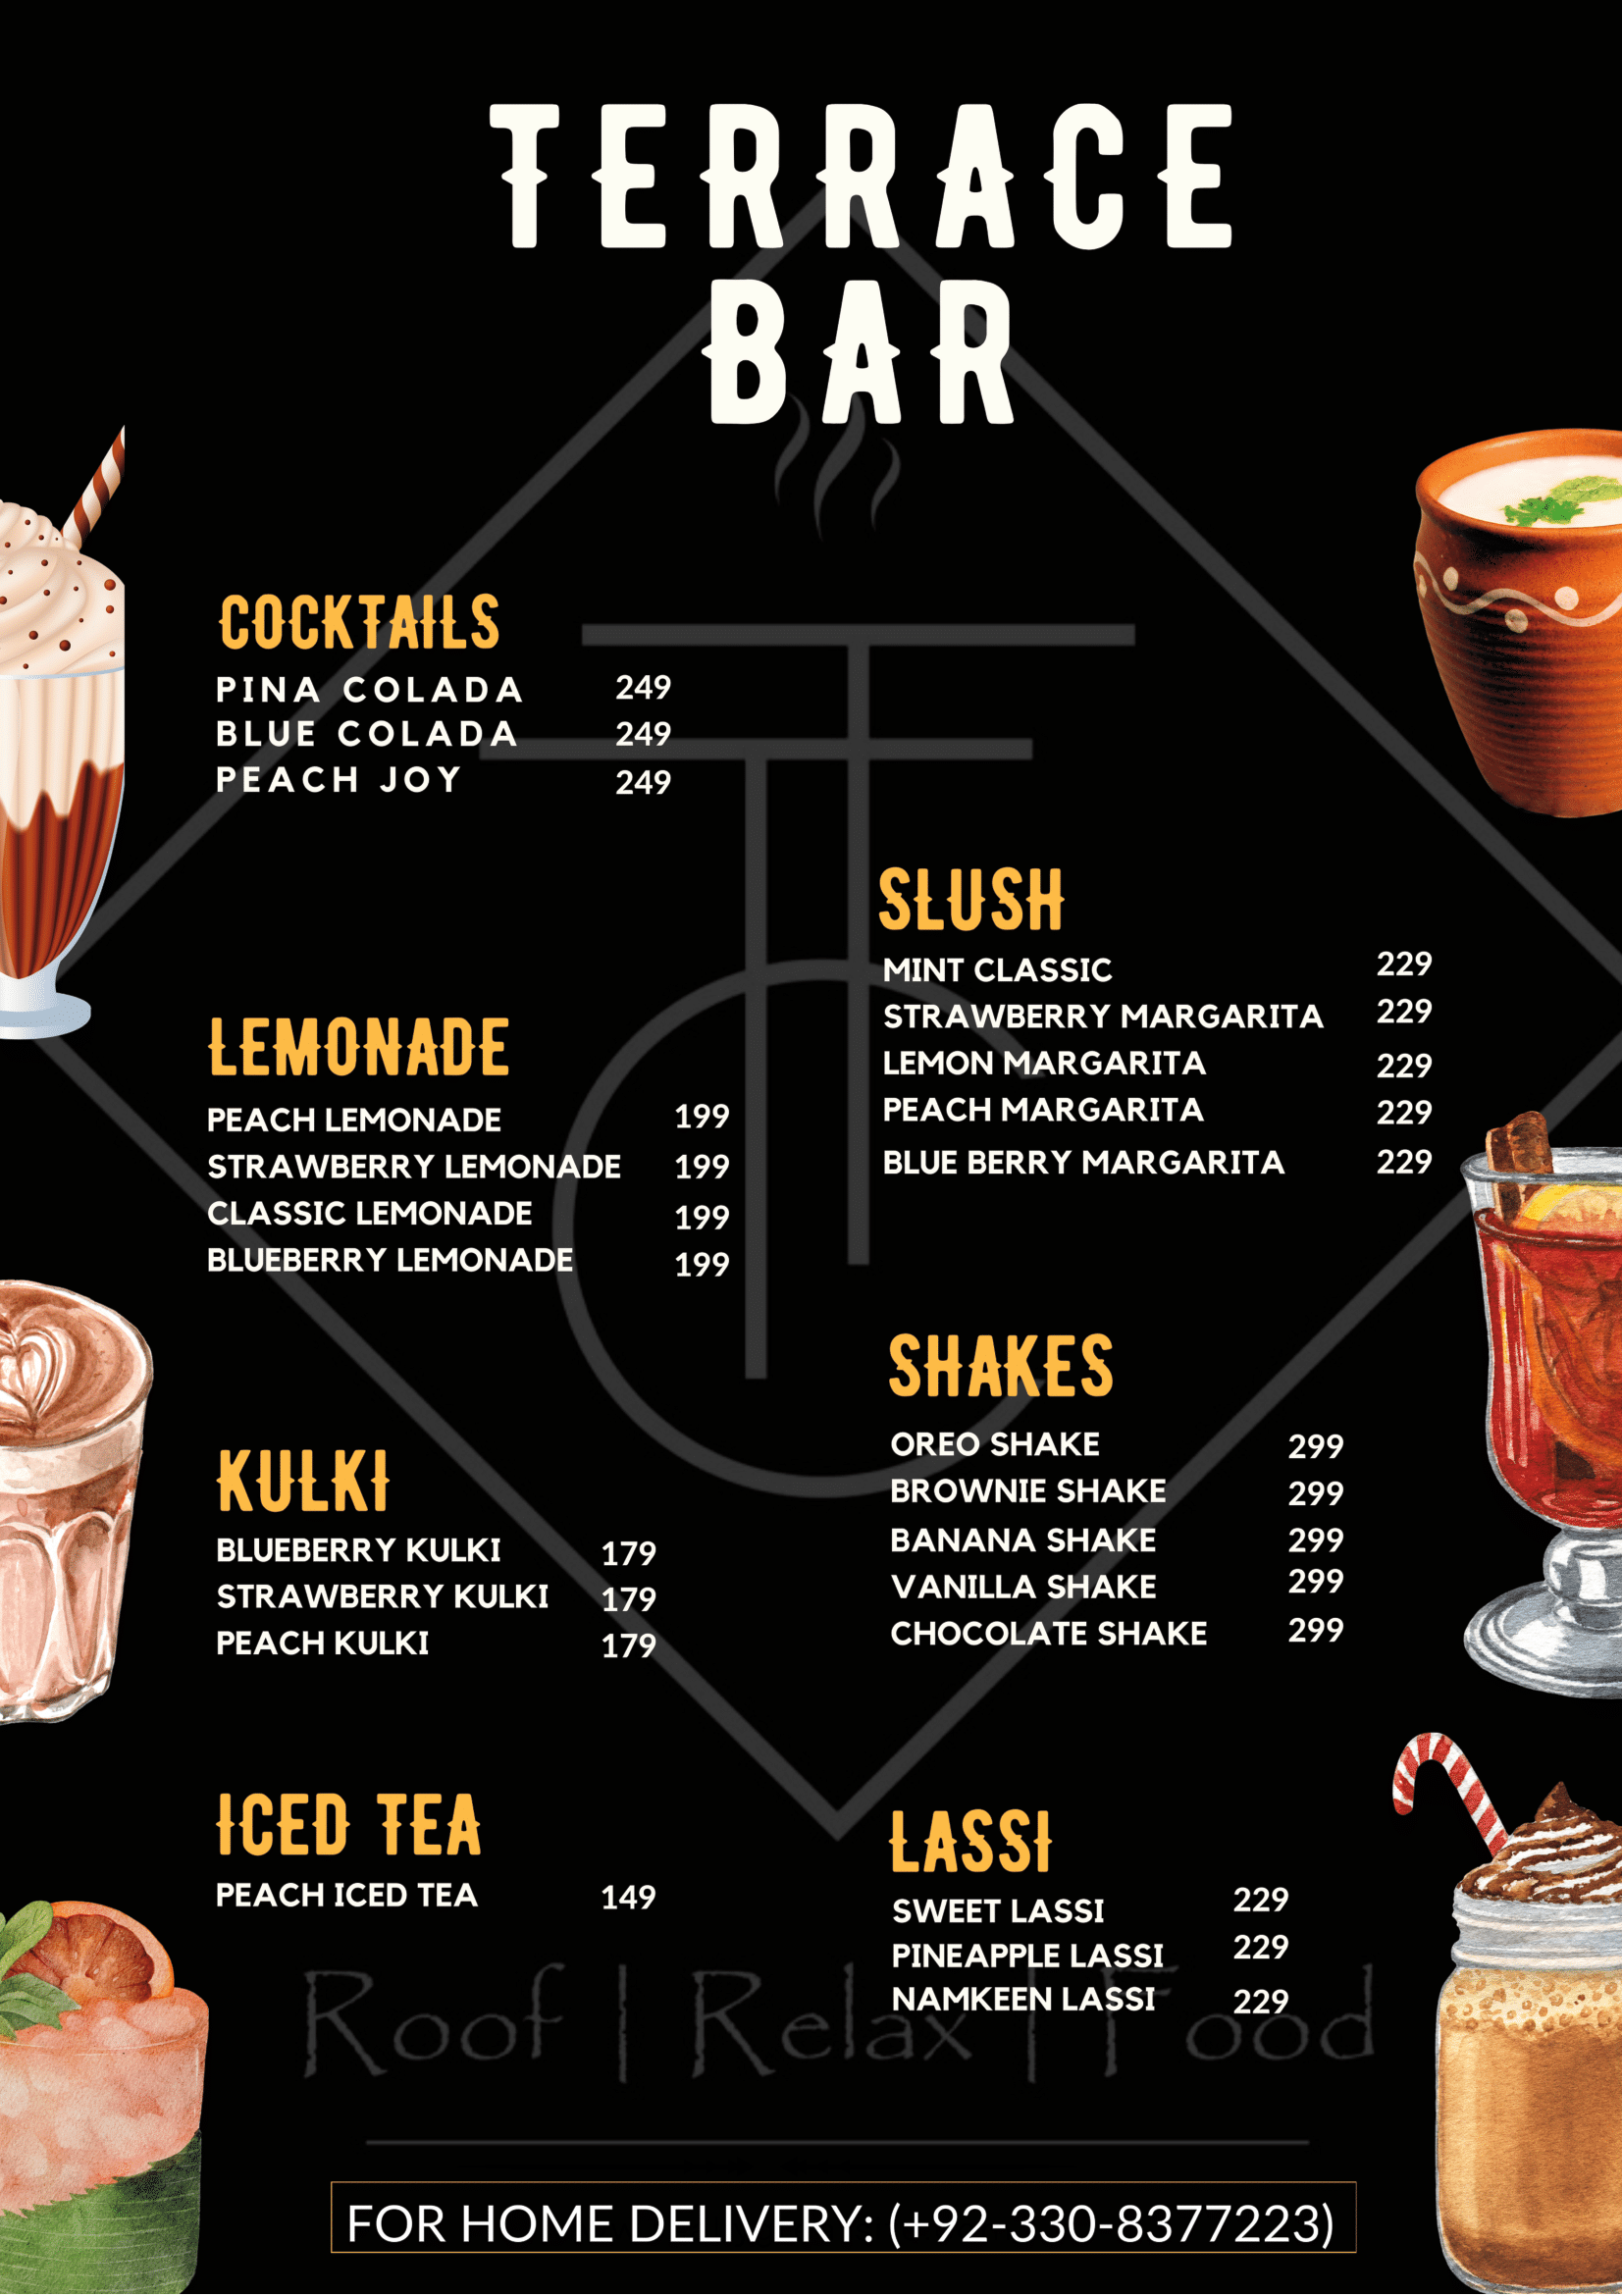 TERRACE
BAR
COCKTAILS
PINA COLADA 249
BLUE COLADA 249
PEACH JOY 249
LEMONADE
PEACH LEMONADE 199
STRAWBERRY LEMONADE 199
CLASSIC LEMONADE 199
BLUEBERRY LEMONADE 199
KULKI
BLUEBERRY KULKI 179
STRAWBERRY KULKI 179
PEACH KULKI 179
ICED TEA
PEACH ICED TEA 149
SLUSH
MINT CLASSIC 229
STRAWBERRY MARGARITA 229
LEMON MARGARITA 229
PEACH MARGARITA 229
BLUE BERRY MARGARITA 229
SHAKES
OREO SHAKE 299
BROWNIE SHAKE 299
BANANA SHAKE 299
VANILLA SHAKE 299
CHOCOLATE SHAKE 299
LASSI
SWEET LASSI 229
PINEAPPLE LASSI 229
NAMKEEN LASSI 229
Roof | Relax | Food
FOR HOME DELIVERY: (+92-330-8377223)